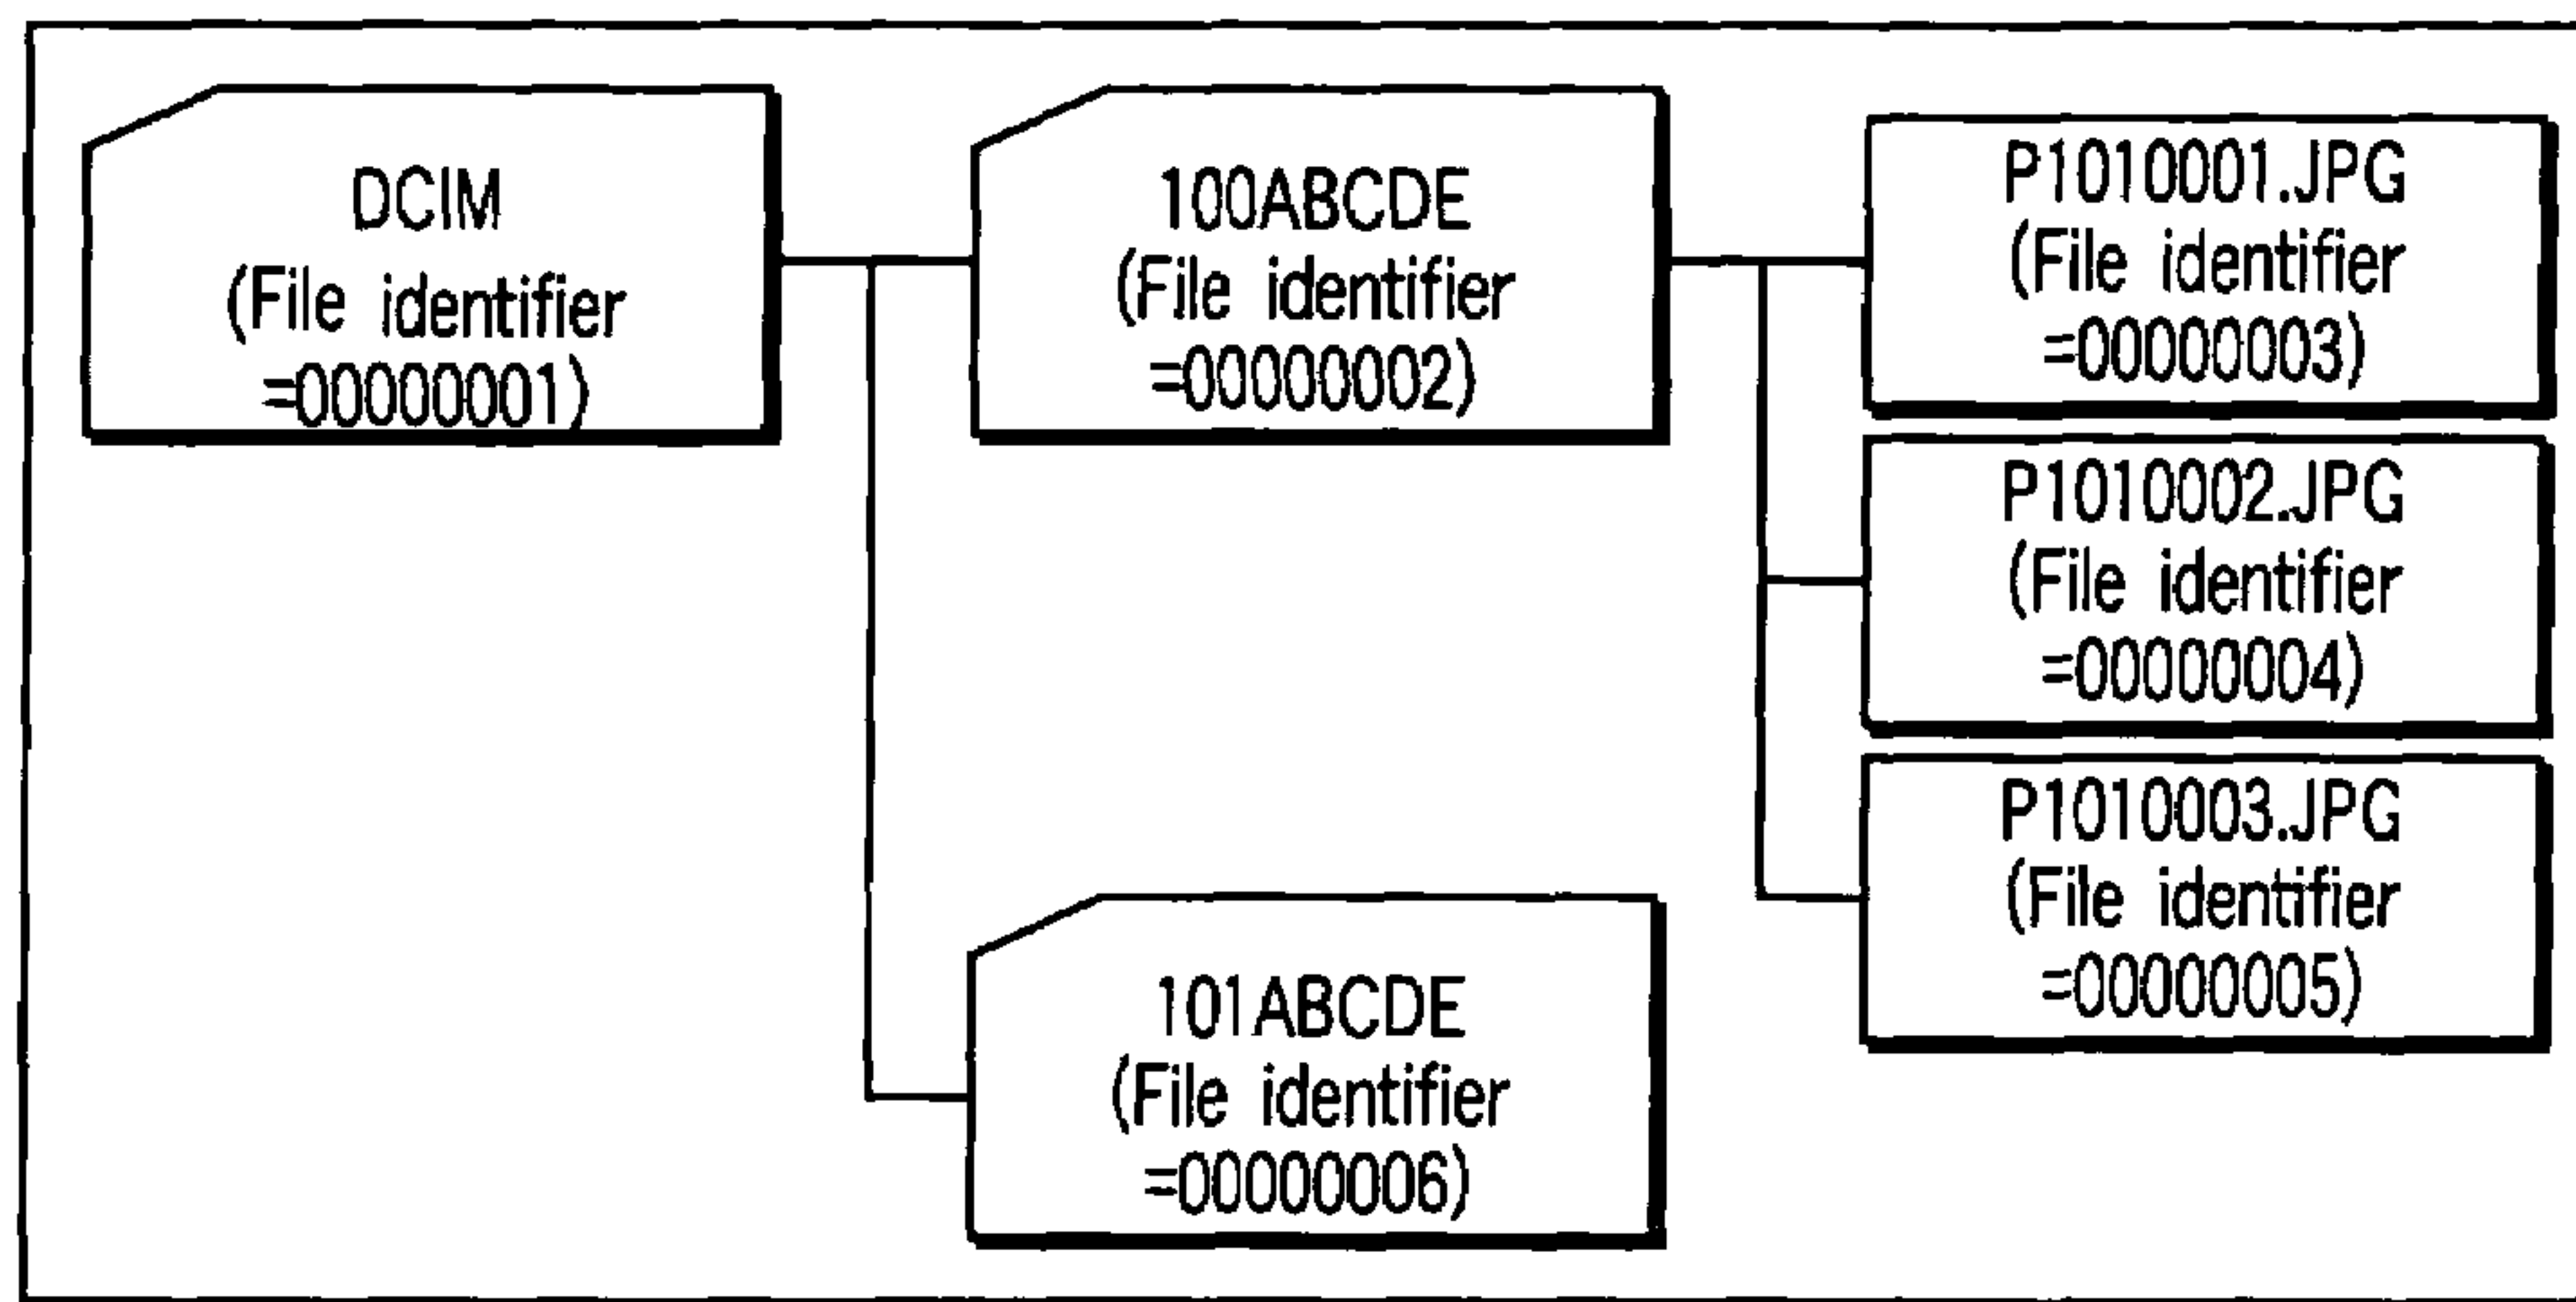 DCIM
(File identifier
=00000001)
100ABCDE
(File identifier
=00000002)
P1010001.JPG
(File identifier
=00000003)
P1010002.JPG
(File identifier
=00000004)
P1010003.JPG
(File identifier
=00000005)
101ABCDE
(File identifier
=00000006)